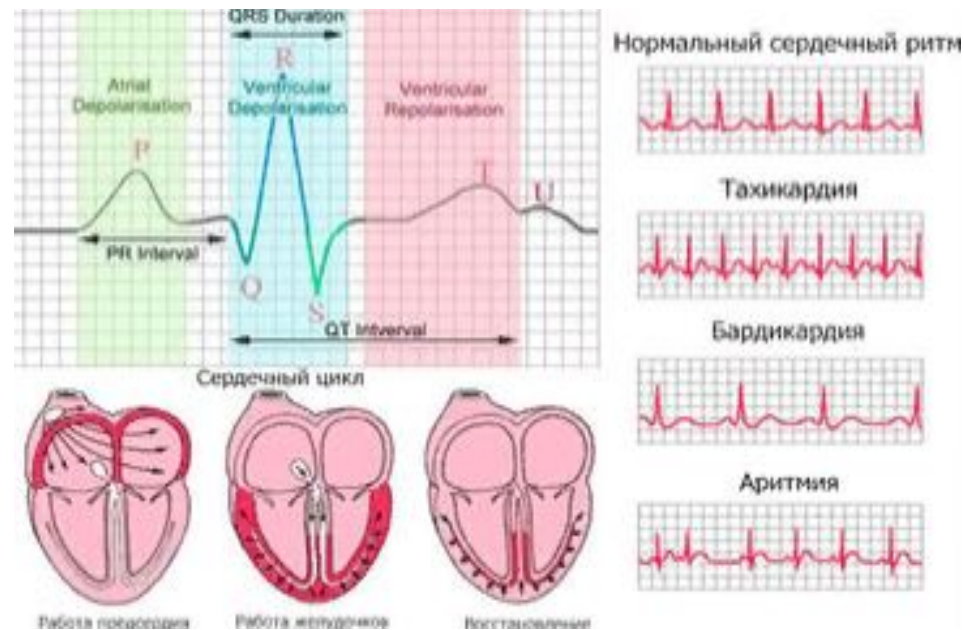 QRS Duration
R
Atrial
Depolarisation
Ventricular
Depolarisation
Ventricular
Repolarisation
P
T
U
PR Interval
Q
S
QT Intverval
Сердечный цикл
Работа предсердия
Работа желудочков
Восстановление
Нормальный сердечный ритм
Тахикардия
Бардикардия
Аритмия